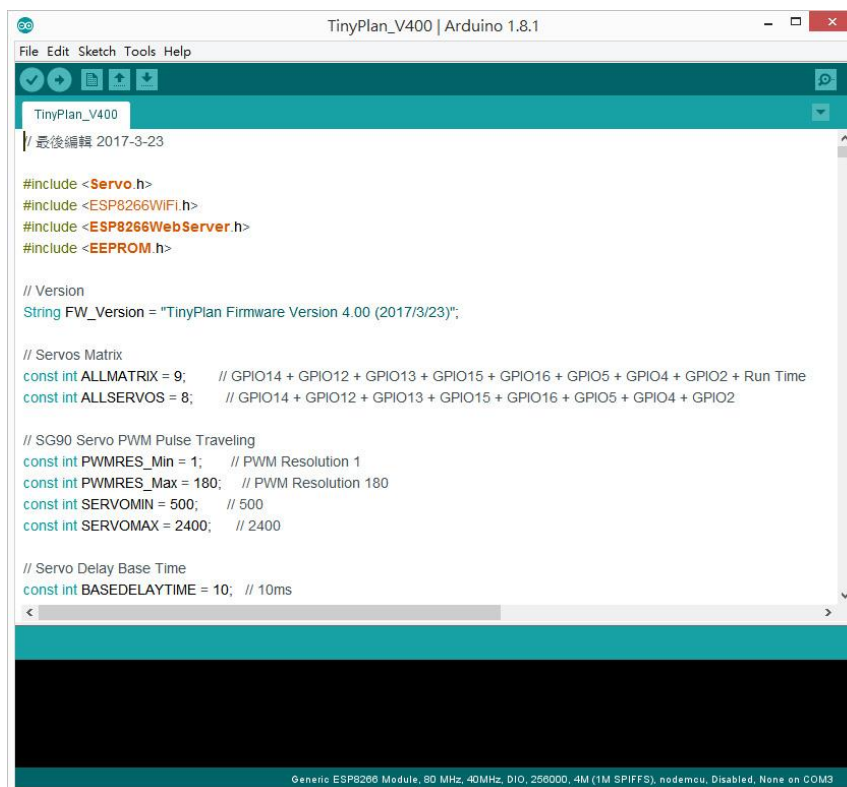 TinyPlan_V400 | Arduino 1.8.1
File Edit Sketch Tools Help
TinyPlan_V400
// 最後編輯 2017-3-23
#include <Servo.h>
#include <ESP8266WiFi.h>
#include <ESP8266WebServer.h>
#include <EEPROM.h>
// Version
String FW_Version = "TinyPlan Firmware Version 4.00 (2017/3/23)";
// Servos Matrix
const int ALLMATRIX = 9; // GPIO14 + GPIO12 + GPIO13 + GPIO15 + GPIO16 + GPIO5 + GPIO4 + GPIO2 + Run Time
const int ALLSERVOS = 8; // GPIO14 + GPIO12 + GPIO13 + GPIO15 + GPIO16 + GPIO5 + GPIO4 + GPIO2
// SG90 Servo PWM Pulse Traveling
const int PWMRES_Min = 1; // PWM Resolution 1
const int PWMRES_Max = 180; // PWM Resolution 180
const int SERVOMIN = 500; // 500
const int SERVOMAX = 2400; // 2400
// Servo Delay Base Time
const int BASEDELAYTIME = 10; // 10ms
Generic ESP8266 Module, 80 MHz, 40MHz, DIO, 256000, 4M (1M SPIFFS), nodemcu, Disabled, None on COM3